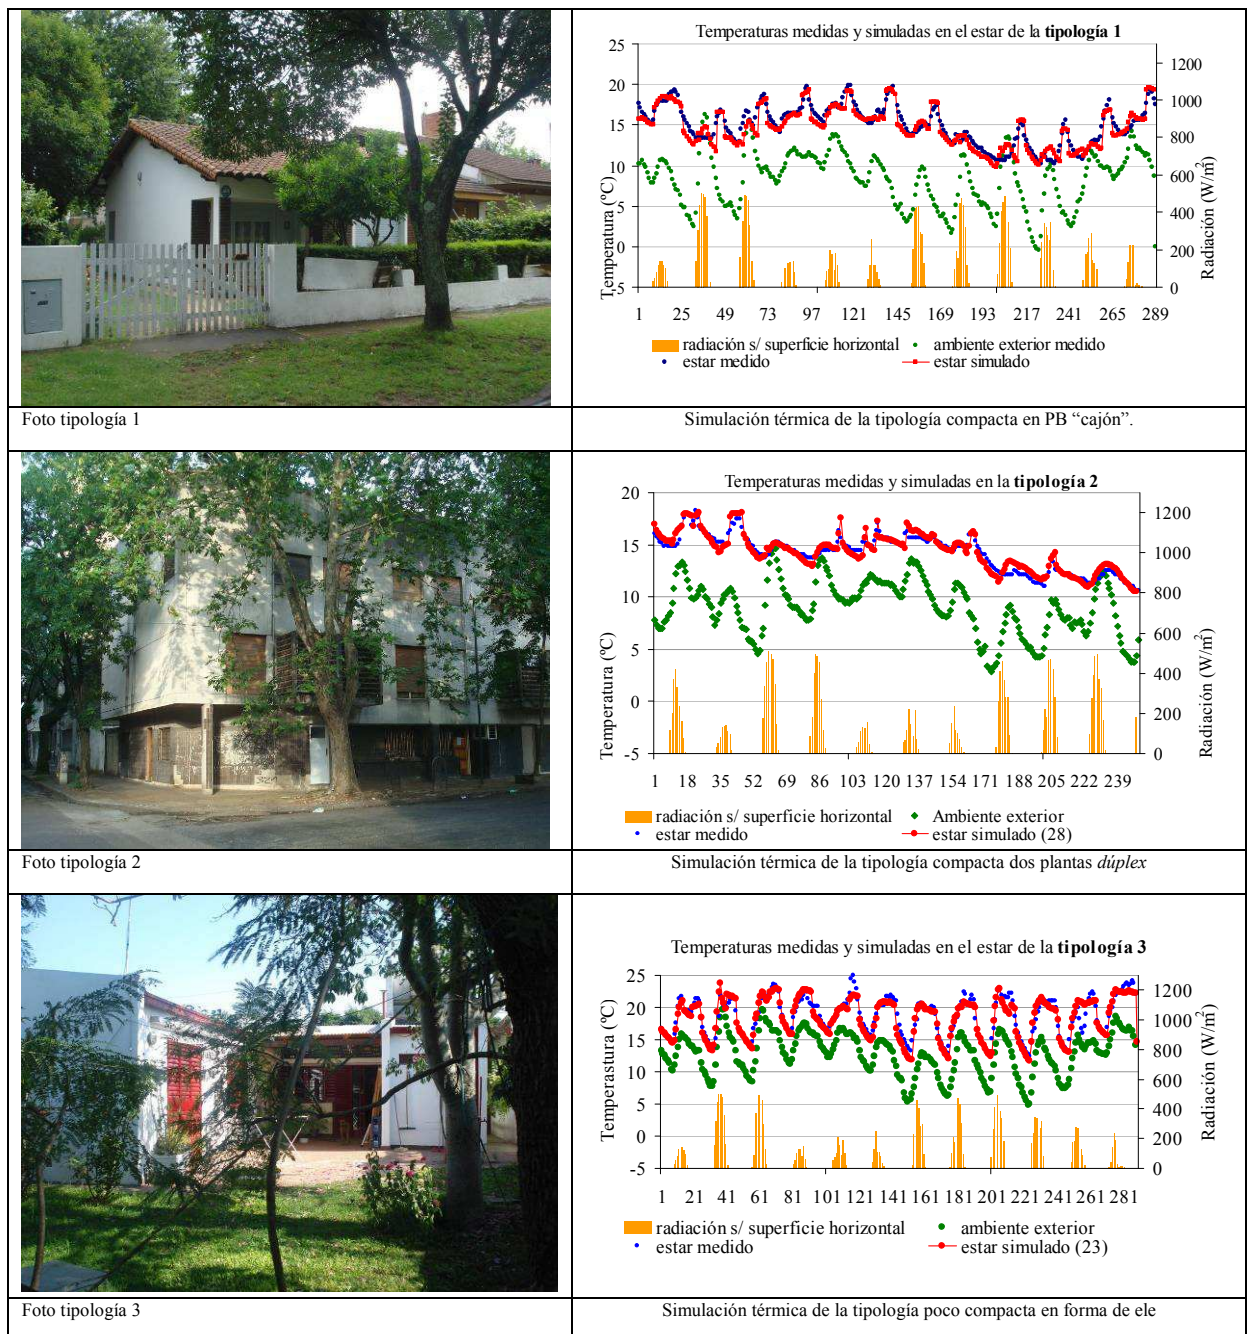 Temperaturas medidas y simuladas en el estar de la tipología 1
25
20
15
10
5
0
-5
Temperatura (ºC)
1200
1000
800
600
400
200
0
Radiación (W/m²)
1 25 49 73 97 121 145 169 193 217 241 265 289
radiación s/ superficie horizontal
ambiente exterior medido
estar medido
estar simulado
Foto tipología 1
Simulación térmica de la tipología compacta en PB “cajón”.
Temperaturas medidas y simuladas en la tipología 2
20
15
10
5
0
-5
Temperatura (ºC)
1200
1000
800
600
400
200
0
Radiación (W/m²)
1 18 35 52 69 86 103 120 137 154 171 188 205 222 239
radiación s/ superficie horizontal
Ambiente exterior
estar medido
estar simulado (28)
Foto tipología 2
Simulación térmica de la tipología compacta dos plantas dúplex
Temperaturas medidas y simuladas en el estar de la tipología 3
25
20
15
10
5
0
-5
Temperastura (ºC)
1200
1000
800
600
400
200
0
Radiación (W/m²)
1 21 41 61 81 101 121 141 161 181 201 221 241 261 281
radiación s/ superficie horizontal
ambiente exterior
estar medido
estar simulado (23)
Foto tipología 3
Simulación térmica de la tipología poco compacta en forma de ele